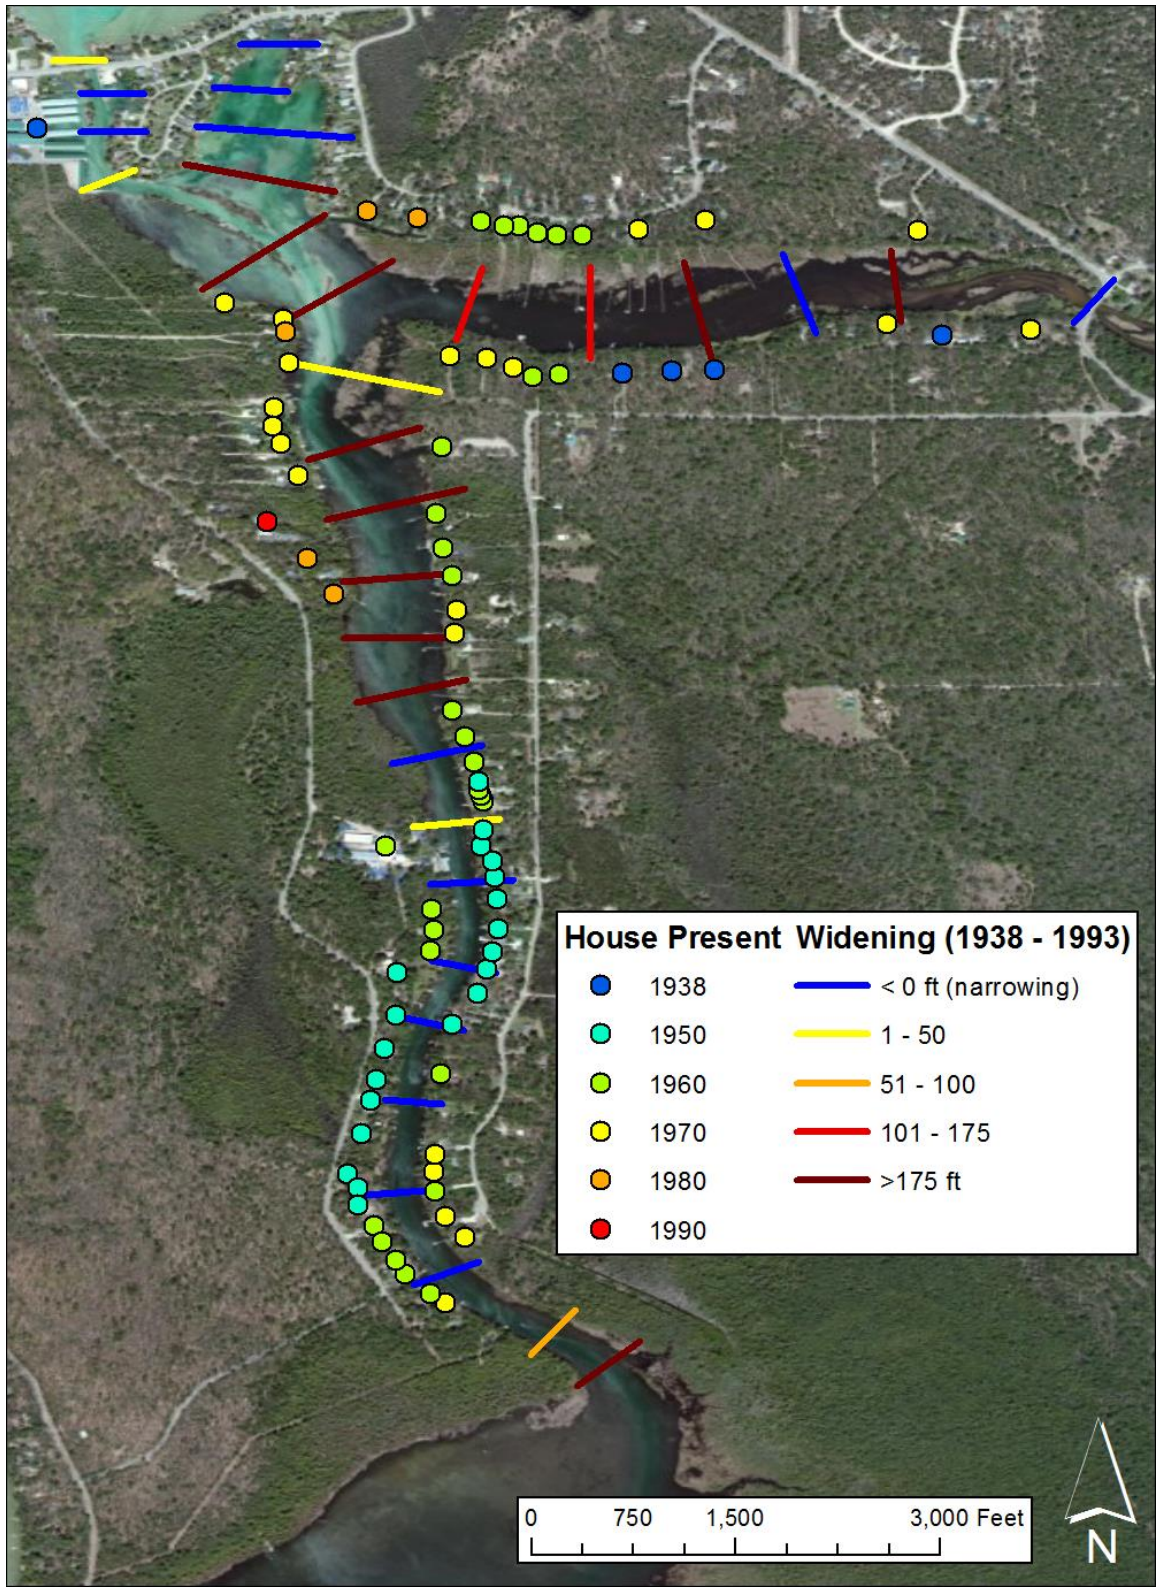 House Present Widening (1938 - 1993)
1938 < 0 ft (narrowing)
1950 1 - 50
1960 51 - 100
1970 101 - 175
1980 >175 ft
1990
0 750 1,500 3,000 Feet
N